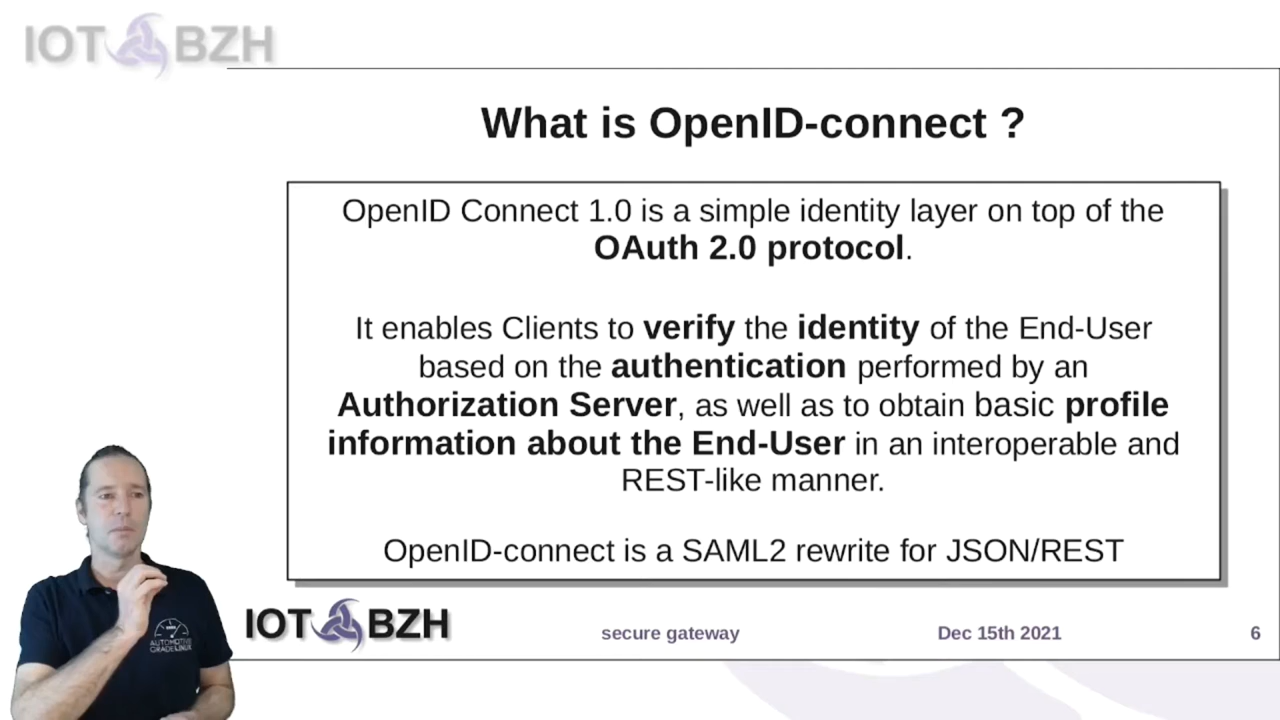 IOT BZH
What is OpenID-connect ?
OpenID Connect 1.0 is a simple identity layer on top of the
OAuth 2.0 protocol.
It enables Clients to verify the identity of the End-User
based on the authentication performed by an
Authorization Server, as well as to obtain basic profile
information about the End-User in an interoperable and
REST-like manner.
OpenID-connect is a SAML2 rewrite for JSON/REST
IOT BZH
secure gateway
Dec 15th 2021
6
AUTOMOTIVE
GRADELINUX